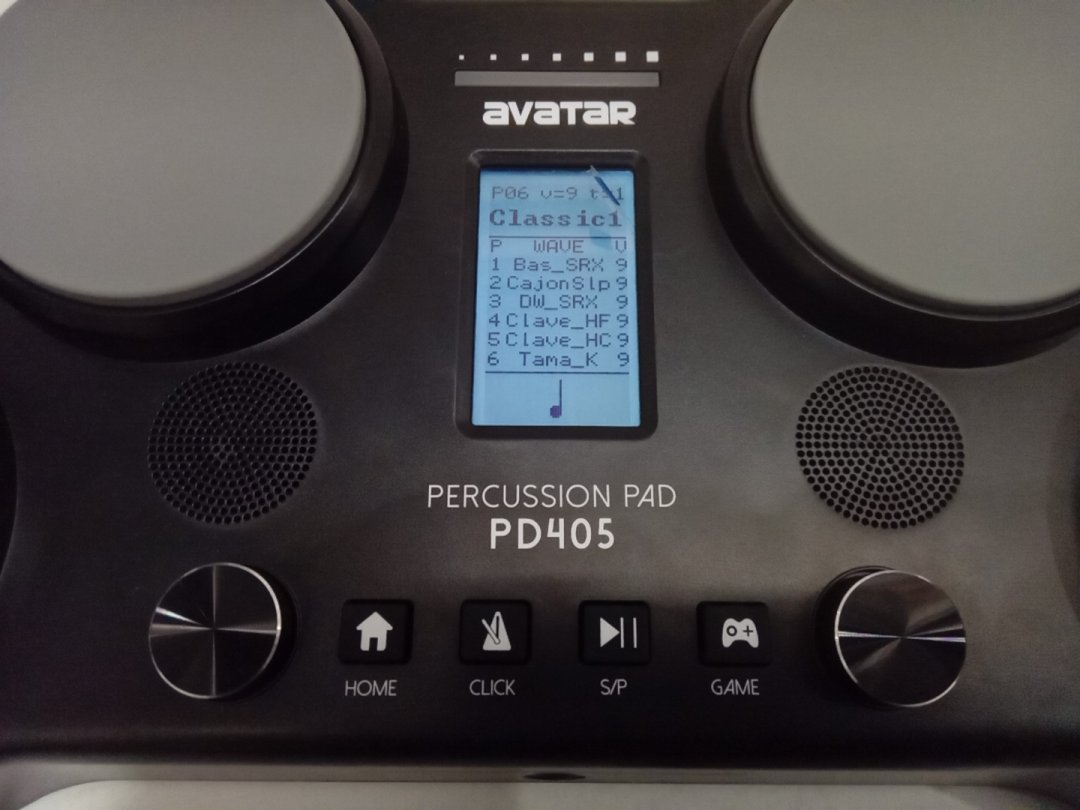 avatar
P06 v=9 t=1
Classic1
P WAVE V
1 Bas_SRX 9
2 CajonSlp 9
3 DW_SRX 9
4 Clave_HF 9
5 Clave_HC 9
6 Tama_K 9
PERCUSSION PAD
PD405
HOME CLICK S/P GAME